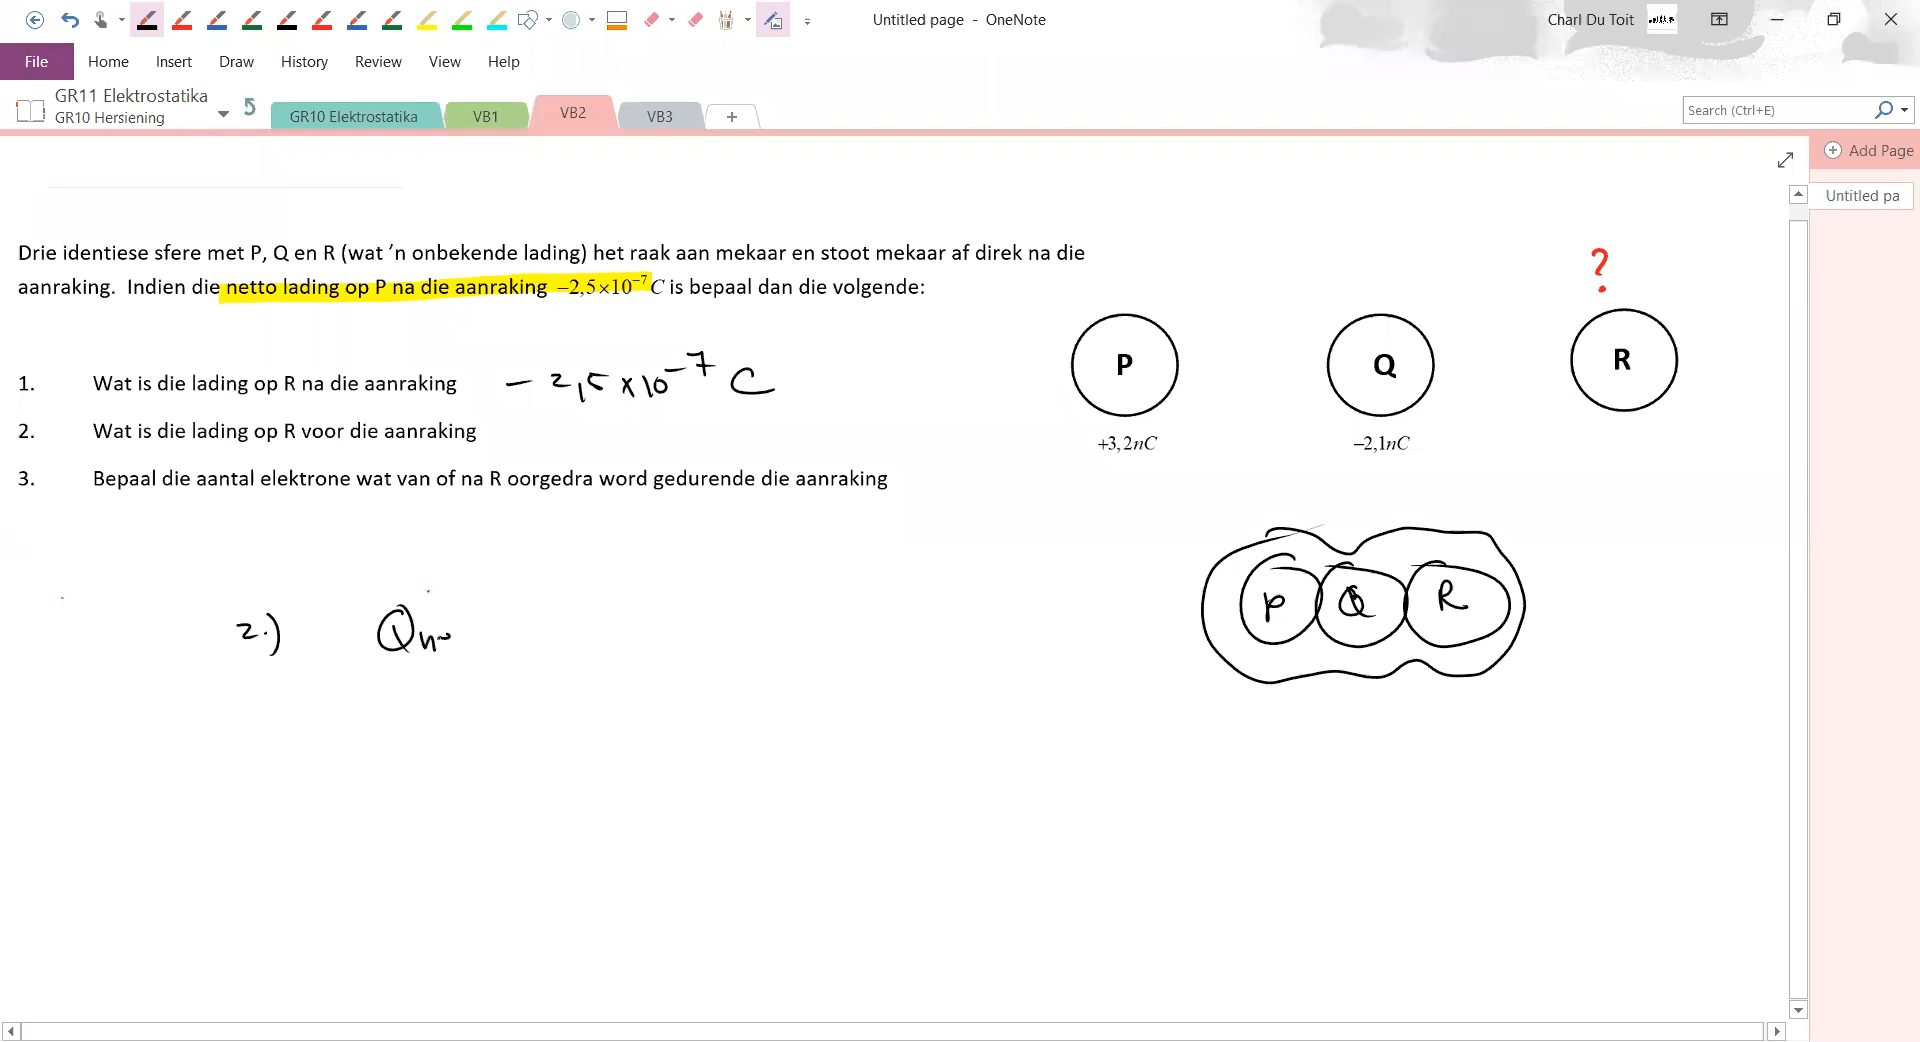 Untitled page - OneNote
Charl Du Toit
File Home Insert Draw History Review View Help
GR11 Elektrostatika
GR10 Hersiening
GR10 Elektrostatika VB1 VB2 VB3 +
Search (Ctrl+E)
Add Page
Untitled pa
Drie identiese sfere met P, Q en R (wat ’n onbekende lading) het raak aan mekaar en stoot mekaar af direk na die
aanraking. Indien die netto lading op P na die aanraking −2,5×10⁻⁷ C is bepaal dan die volgende:
?
P Q R
+3,2nC −2,1nC
1. Wat is die lading op R na die aanraking − 2,5 × 10⁻⁷ C
2. Wat is die lading op R voor die aanraking
3. Bepaal die aantal elektrone wat van of na R oorgedra word gedurende die aanraking
P Q R
2.) Qn